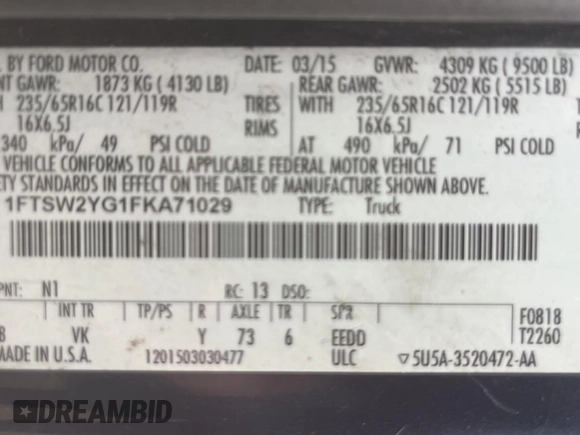 . BY FORD MOTOR CO. DATE: 03/15 GVWR: 4309 KG ( 9500 LB)
NT GAWR: 1873 KG ( 4130 LB) REAR GAWR: 2502 KG ( 5515 LB)
235/65R16C 121/119R TIRES WITH 235/65R16C 121/119R
16X6.5J RIMS 16X6.5J
340 kPa/ 49 PSI COLD AT 490 kPa/ 71 PSI COLD
VEHICLE CONFORMS TO ALL APPLICABLE FEDERAL MOTOR VEHICLE
ETY STANDARDS IN EFFECT ON THE DATE OF MANUFACTURE SHOWN ABOVE.
1FTSW2YG1FKA71029 TYPE: Truck
PNT: N1 RC: 13 DSO:
INT TR TP/PS R AXLE TR SPR F0818
B VK Y 73 6 EEDD T2260
MADE IN U.S.A. 1201503030477 ULC ▽5U5A-3520472-AA
DREAMBID